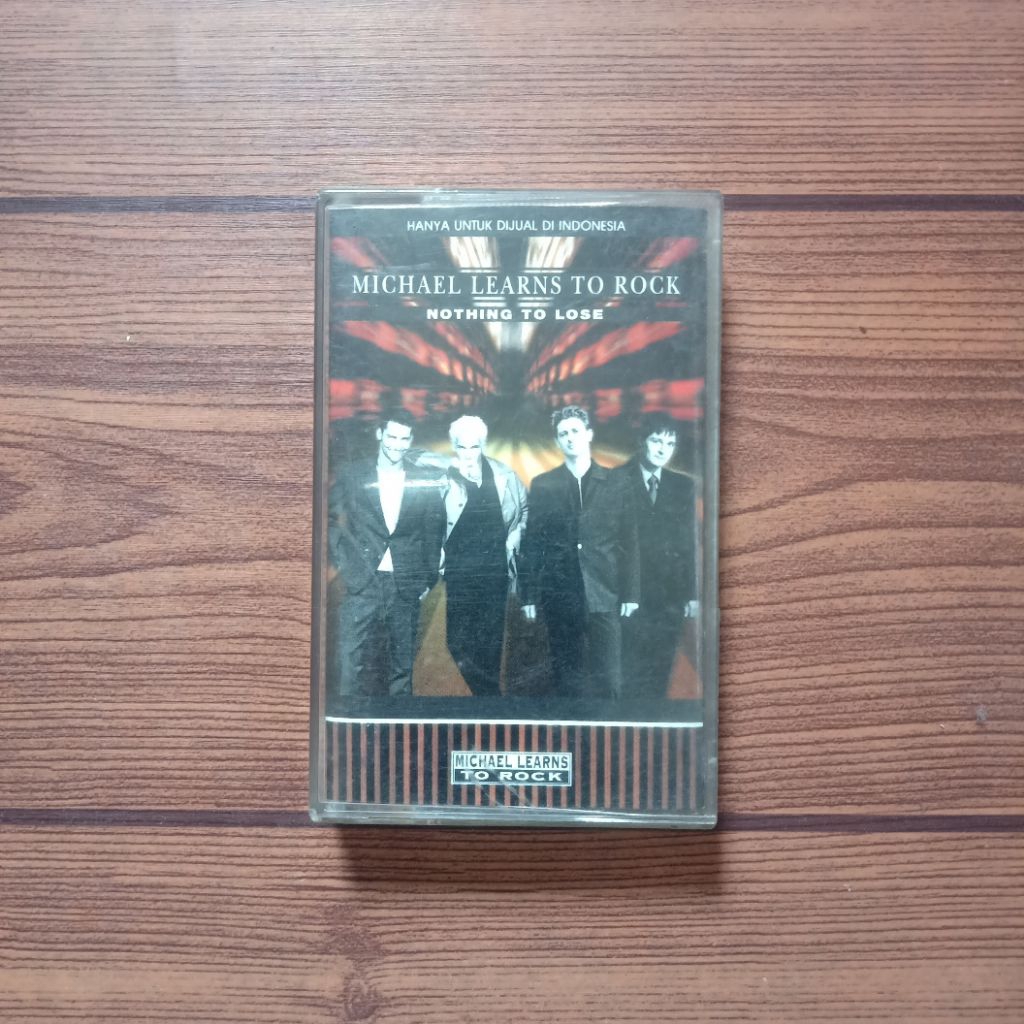 HANYA UNTUK DIJUAL DI INDONESIA
MICHAEL LEARNS TO ROCK
NOTHING TO LOSE
MICHAEL LEARNS
TO ROCK